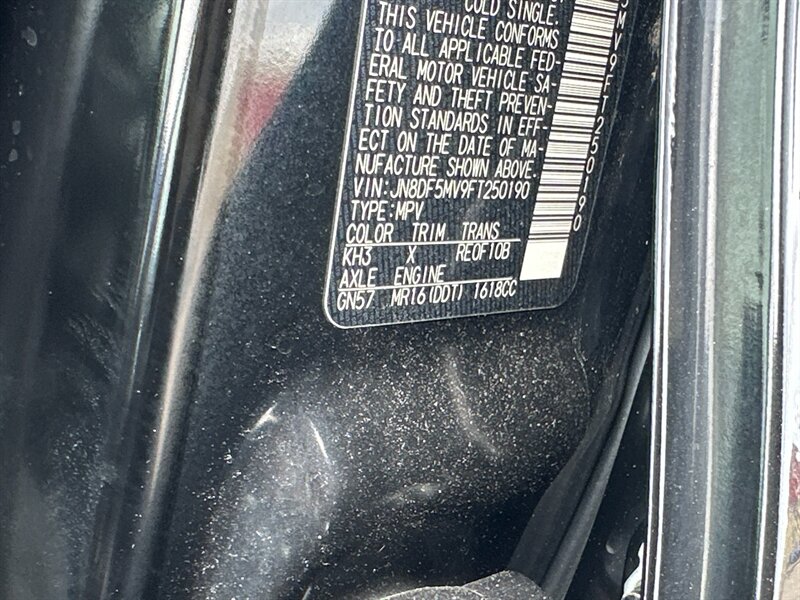 COLD SINGLE.
THIS VEHICLE CONFORMS
TO ALL APPLICABLE FED-
ERAL MOTOR VEHICLE SA-
FETY AND THEFT PREVEN-
TION STANDARDS IN EFF-
ECT ON THE DATE OF MA-
NUFACTURE SHOWN ABOVE.
VIN:JN8DF5MV9FT250190
TYPE:MPV
COLOR TRIM TRANS
KH3 X RE0F10B
AXLE ENGINE
GN57 MR16(DDT) 1618CC
5MV9FT250190